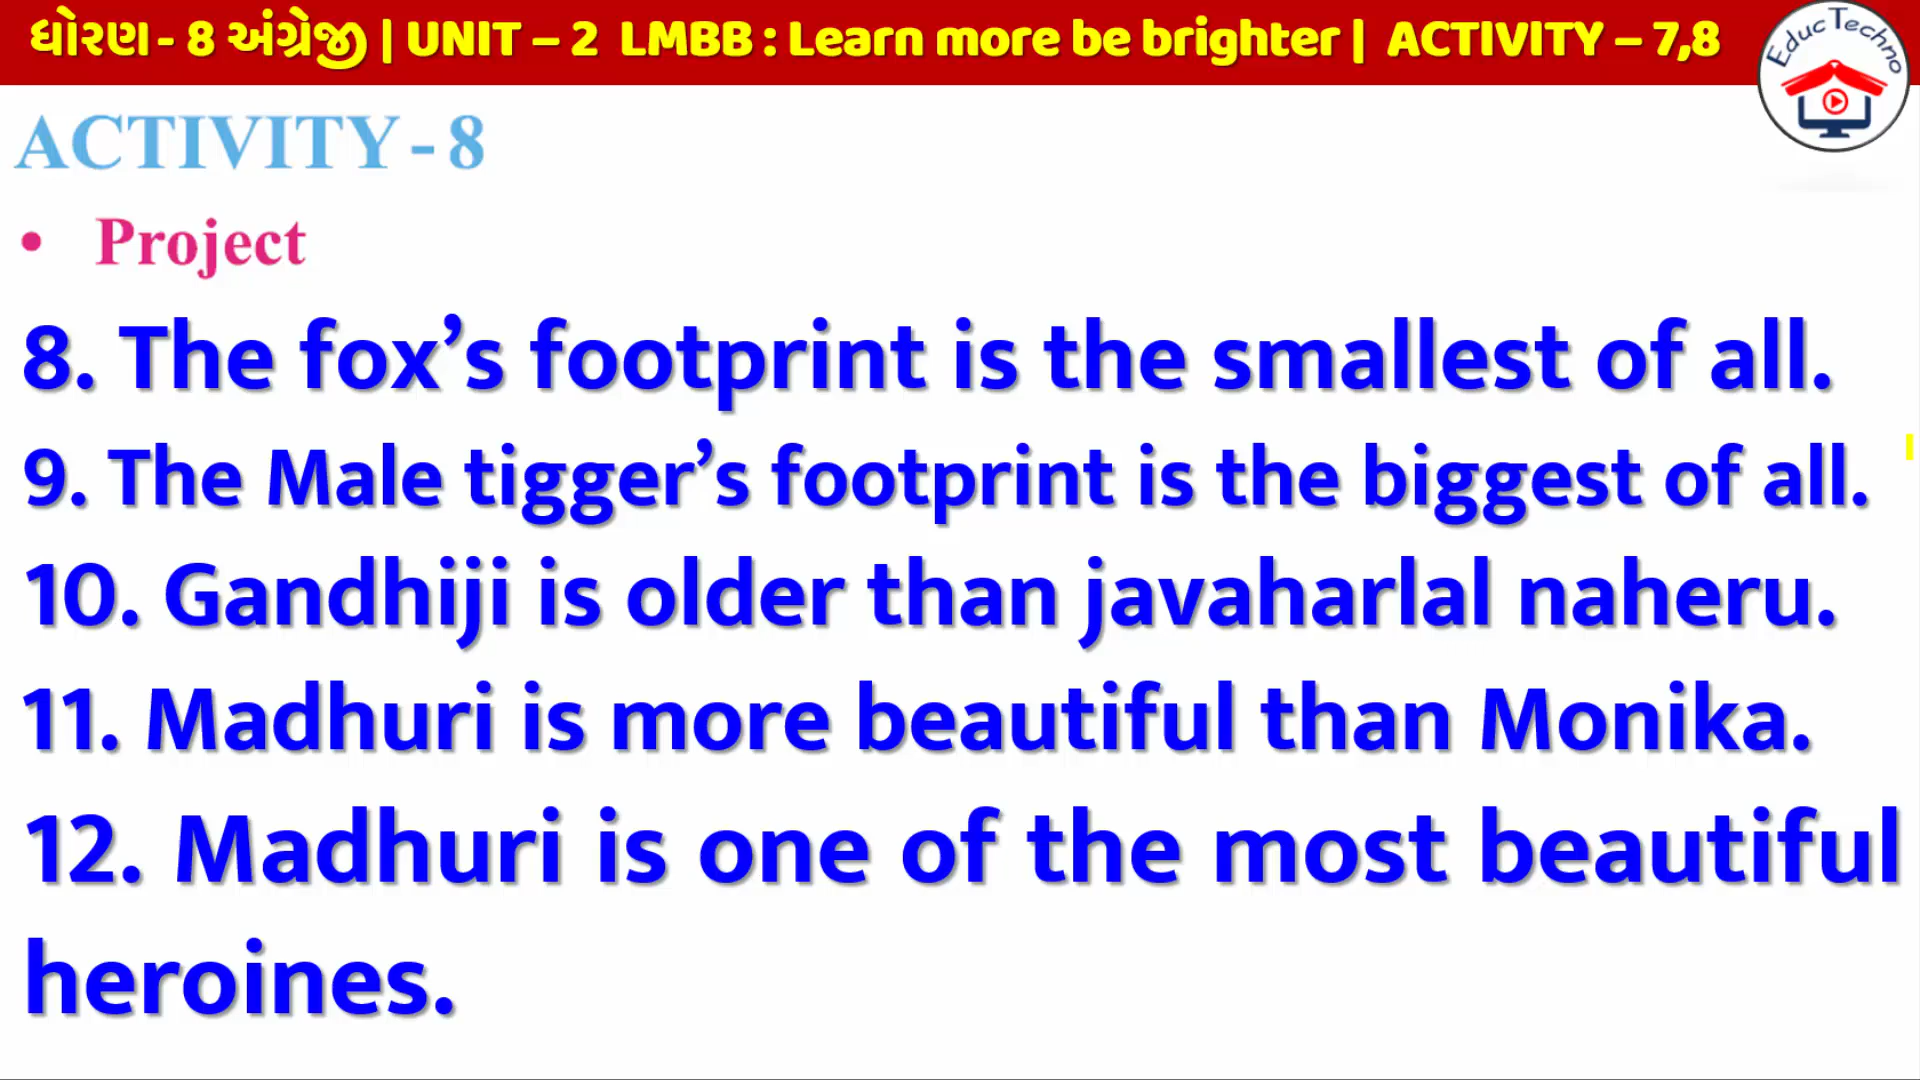 ધોરણ - 8 અંગ્રેજી | UNIT – 2 LMBB : Learn more be brighter | ACTIVITY – 7,8
Educ Techno
ACTIVITY - 8
• Project
8. The fox’s footprint is the smallest of all.
9. The Male tigger’s footprint is the biggest of all.
10. Gandhiji is older than javaharlal naheru.
11. Madhuri is more beautiful than Monika.
12. Madhuri is one of the most beautiful
heroines.